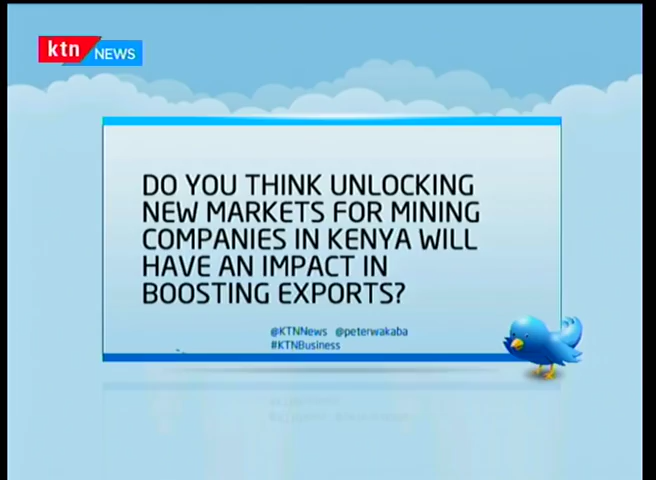 ktn NEWS
DO YOU THINK UNLOCKING
NEW MARKETS FOR MINING
COMPANIES IN KENYA WILL
HAVE AN IMPACT IN
BOOSTING EXPORTS?
@KTNNews @peterwakaba
#KTNBusiness